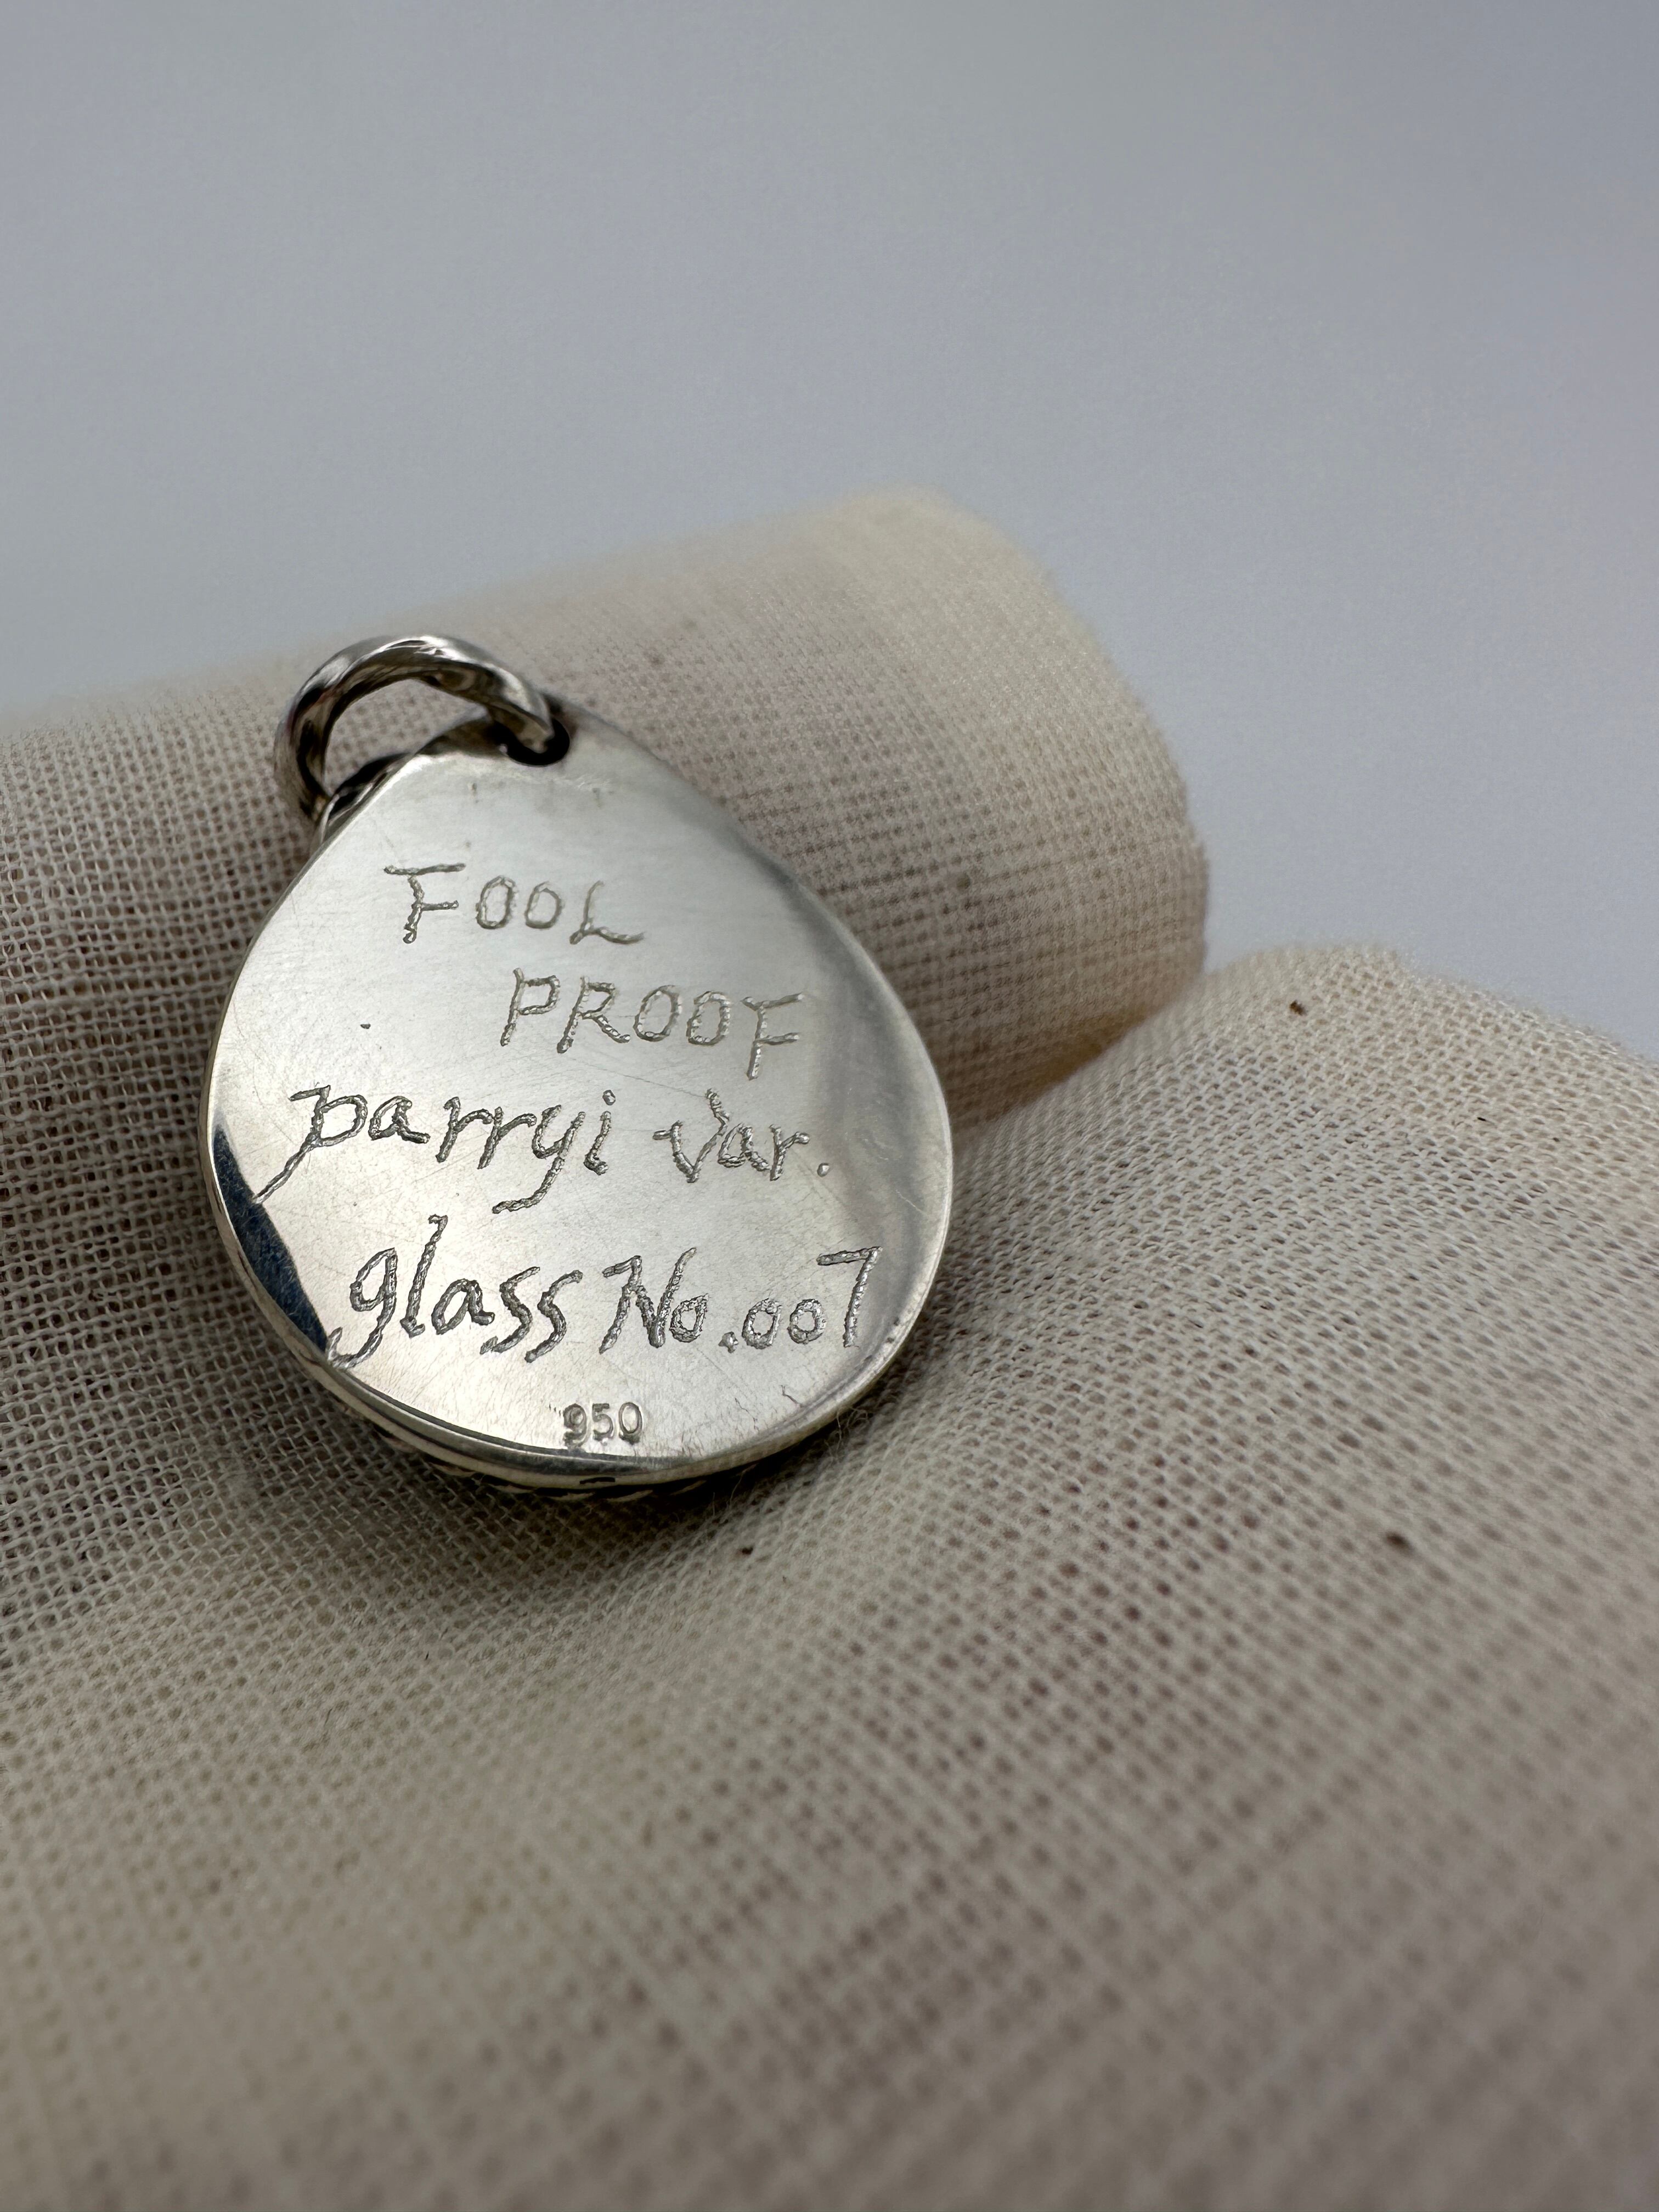 FOOL
PROOF
parryi var.
glass No.007
950